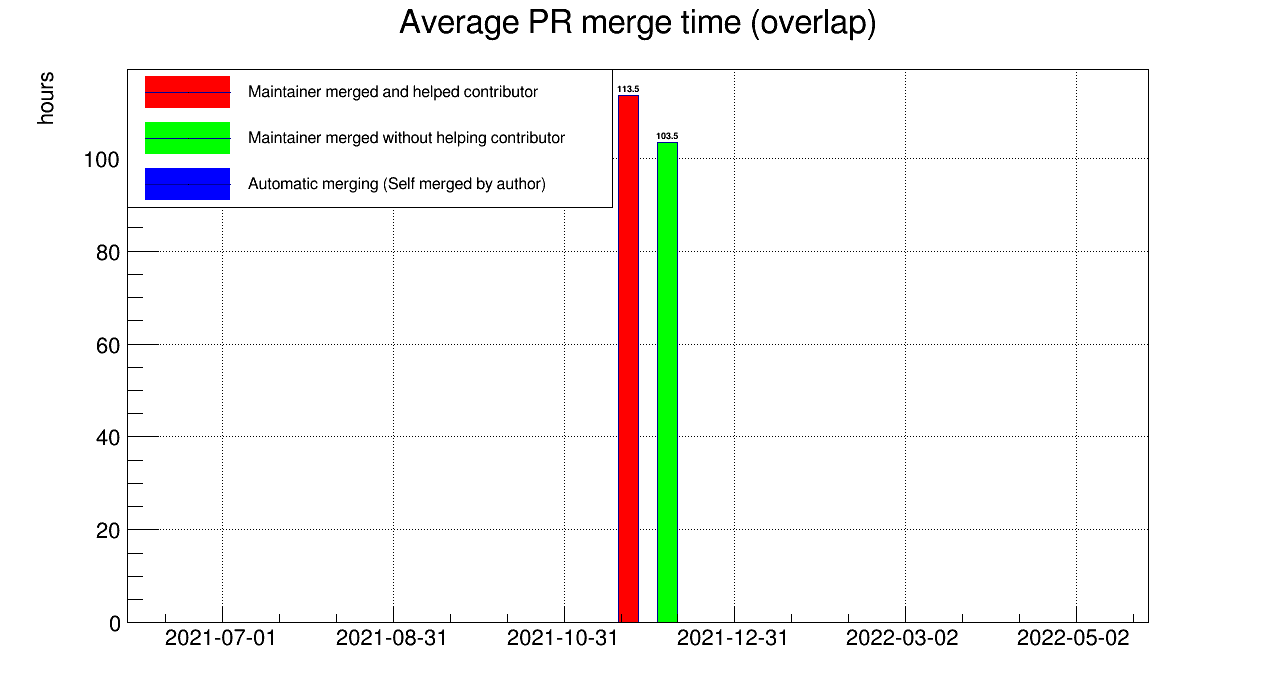 Average PR merge time (overlap)
hours
Maintainer merged and helped contributor
Maintainer merged without helping contributor
Automatic merging (Self merged by author)
113.5
103.5
100
80
60
40
20
0
2021-07-01 2021-08-31 2021-10-31 2021-12-31 2022-03-02 2022-05-02